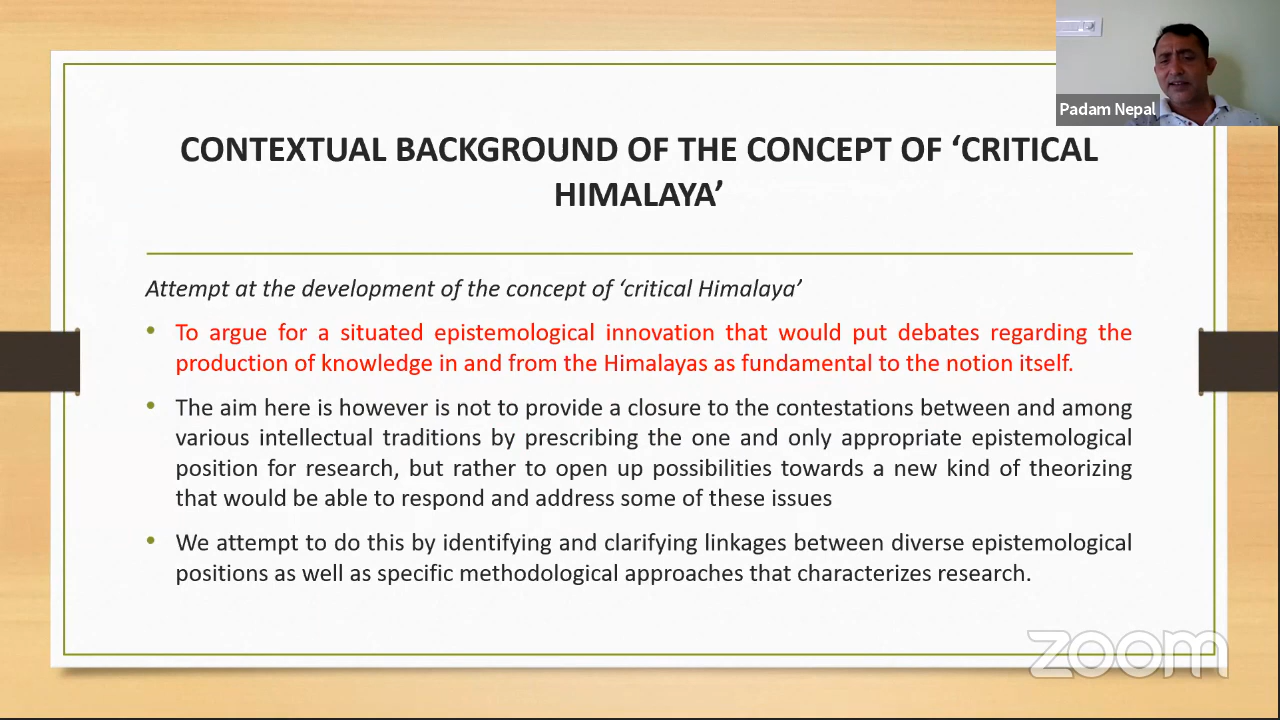 Padam Nepal
CONTEXTUAL BACKGROUND OF THE CONCEPT OF ‘CRITICAL
HIMALAYA’
Attempt at the development of the concept of ‘critical Himalaya’
• To argue for a situated epistemological innovation that would put debates regarding the
production of knowledge in and from the Himalayas as fundamental to the notion itself.
• The aim here is however is not to provide a closure to the contestations between and among
various intellectual traditions by prescribing the one and only appropriate epistemological
position for research, but rather to open up possibilities towards a new kind of theorizing
that would be able to respond and address some of these issues
• We attempt to do this by identifying and clarifying linkages between diverse epistemological
positions as well as specific methodological approaches that characterizes research.
zoom